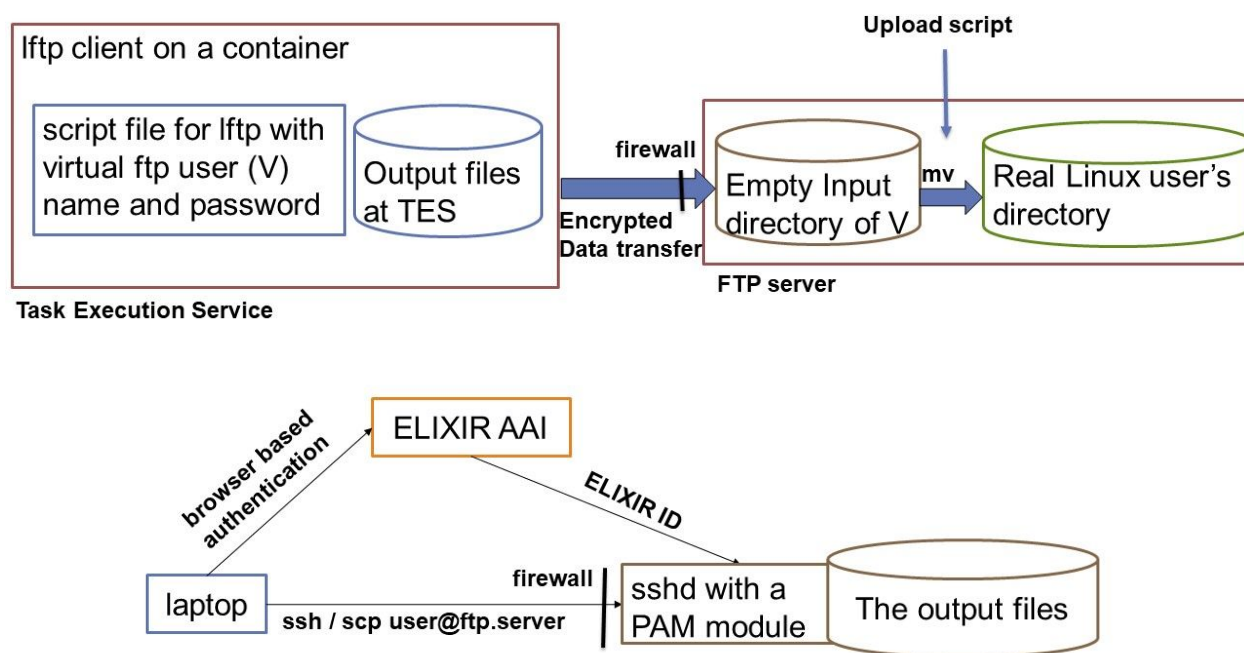 Upload script
lftp client on a container
script file for lftp with
virtual ftp user (V)
name and password
Output files
at TES
firewall
Encrypted
Data transfer
Empty Input
directory of V
mv
Real Linux user's
directory
FTP server
Task Execution Service
ELIXIR AAI
browser based
authentication
ELIXIR ID
laptop
firewall
ssh / scp user@ftp.server
sshd with a
PAM module
The output files